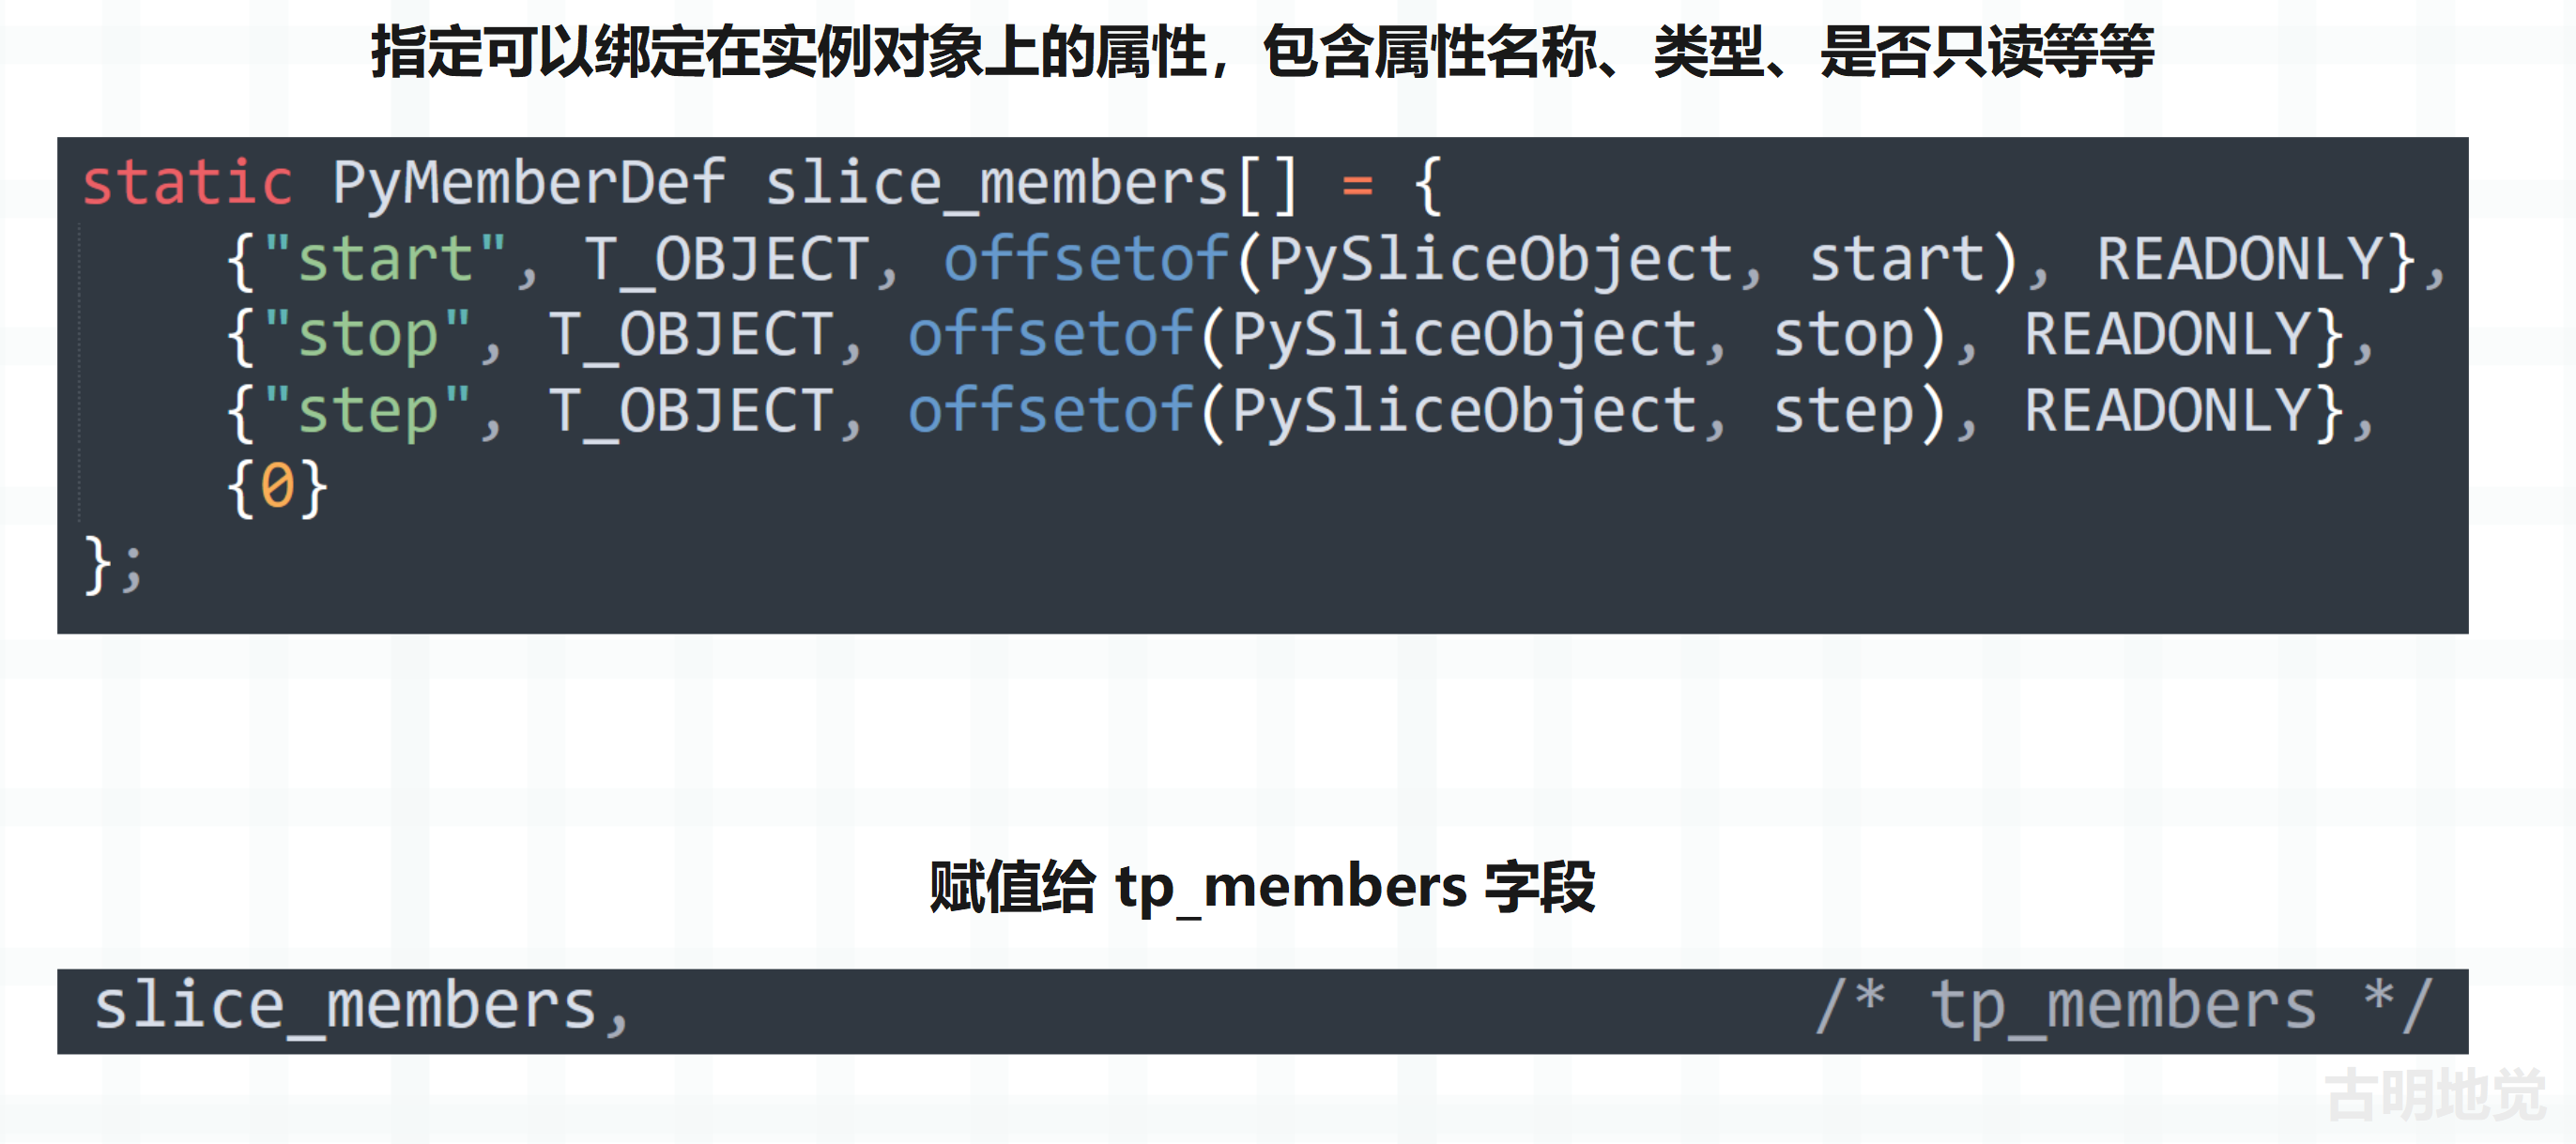 指定可以绑定在实例对象上的属性，包含属性名称、类型、是否只读等等
static PyMemberDef slice_members[] = {
    {"start", T_OBJECT, offsetof(PySliceObject, start), READONLY},
    {"stop", T_OBJECT, offsetof(PySliceObject, stop), READONLY},
    {"step", T_OBJECT, offsetof(PySliceObject, step), READONLY},
    {0}
};
赋值给 tp_members 字段
slice_members, /* tp_members */
古明地觉